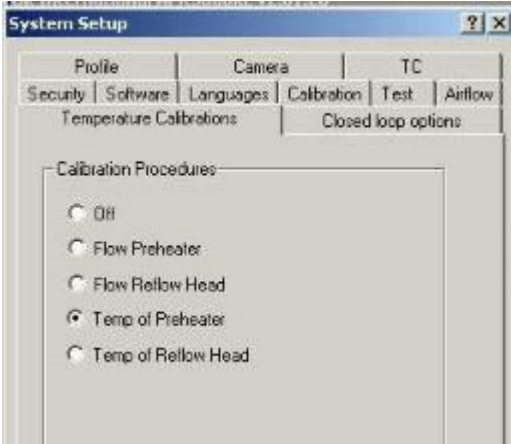 System Setup
Profile Camera TC
Security Software Languages Calibration Test Airflow
Temperature Calibrations Closed loop options
Calibration Procedures
Off
Flow Preheater
Flow Reflow Head
Temp of Preheater
Temp of Reflow Head